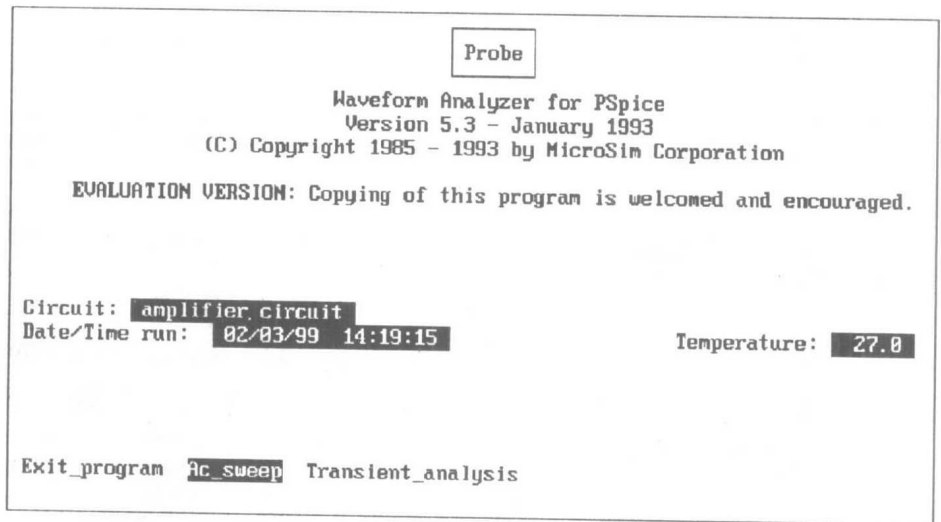 Probe
Waveform Analyzer for PSpice
Version 5.3 - January 1993
(C) Copyright 1985 - 1993 by MicroSim Corporation
EVALUATION VERSION: Copying of this program is welcomed and encouraged.
Circuit: amplifier circuit
Date/Time run: 02/03/99 14:19:15
Temperature: 27.0
Exit_program Ac_sweep Transient_analysis